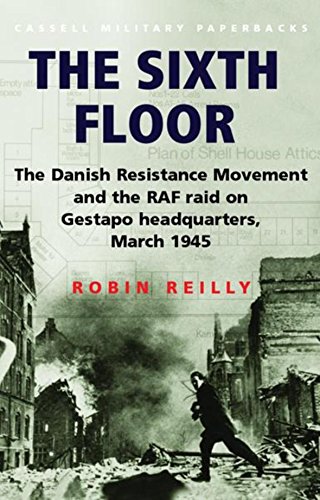 CASSELL MILITARY PAPERBACKS
THE SIXTH
FLOOR
Plan of Shell House Attics
The Danish Resistance Movement
and the RAF raid on
Gestapo headquarters,
March 1945
ROBIN REILLY